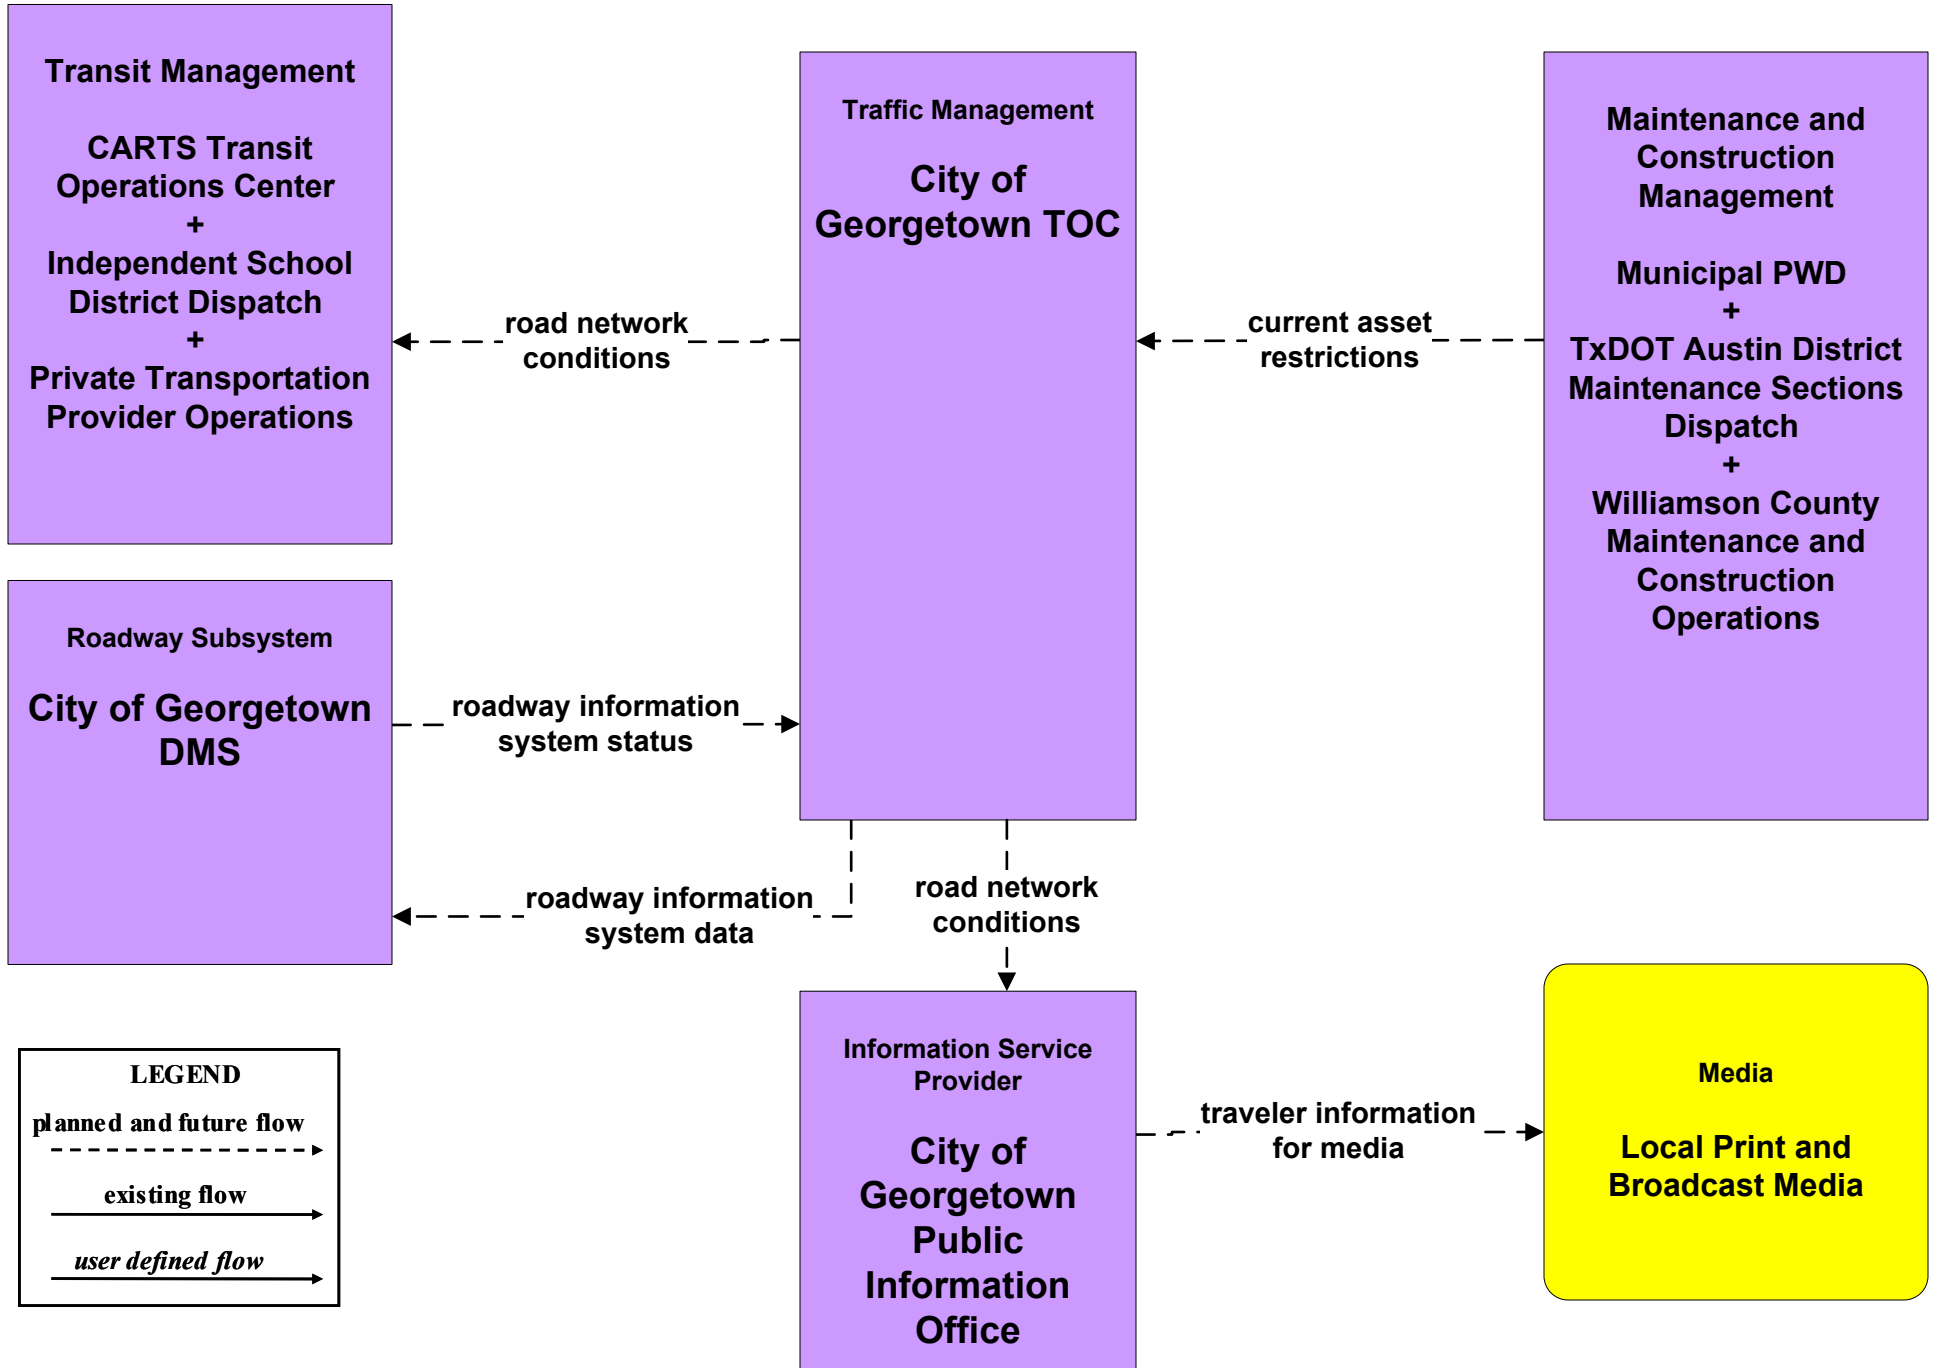 Transit Management
CARTS Transit
Operations Center
+
Independent School
District Dispatch
+
Private Transportation
Provider Operations
road network
conditions
Traffic Management
City of
Georgetown TOC
current asset
restrictions
Maintenance and
Construction
Management
Municipal PWD
+
TxDOT Austin District
Maintenance Sections
Dispatch
+
Williamson County
Maintenance and
Construction
Operations
Roadway Subsystem
City of Georgetown
DMS
roadway information
system status
roadway information
system data
road network
conditions
Information Service
Provider
City of
Georgetown
Public
Information
Office
traveler information
for media
Media
Local Print and
Broadcast Media
LEGEND
planned and future flow
existing flow
user defined flow